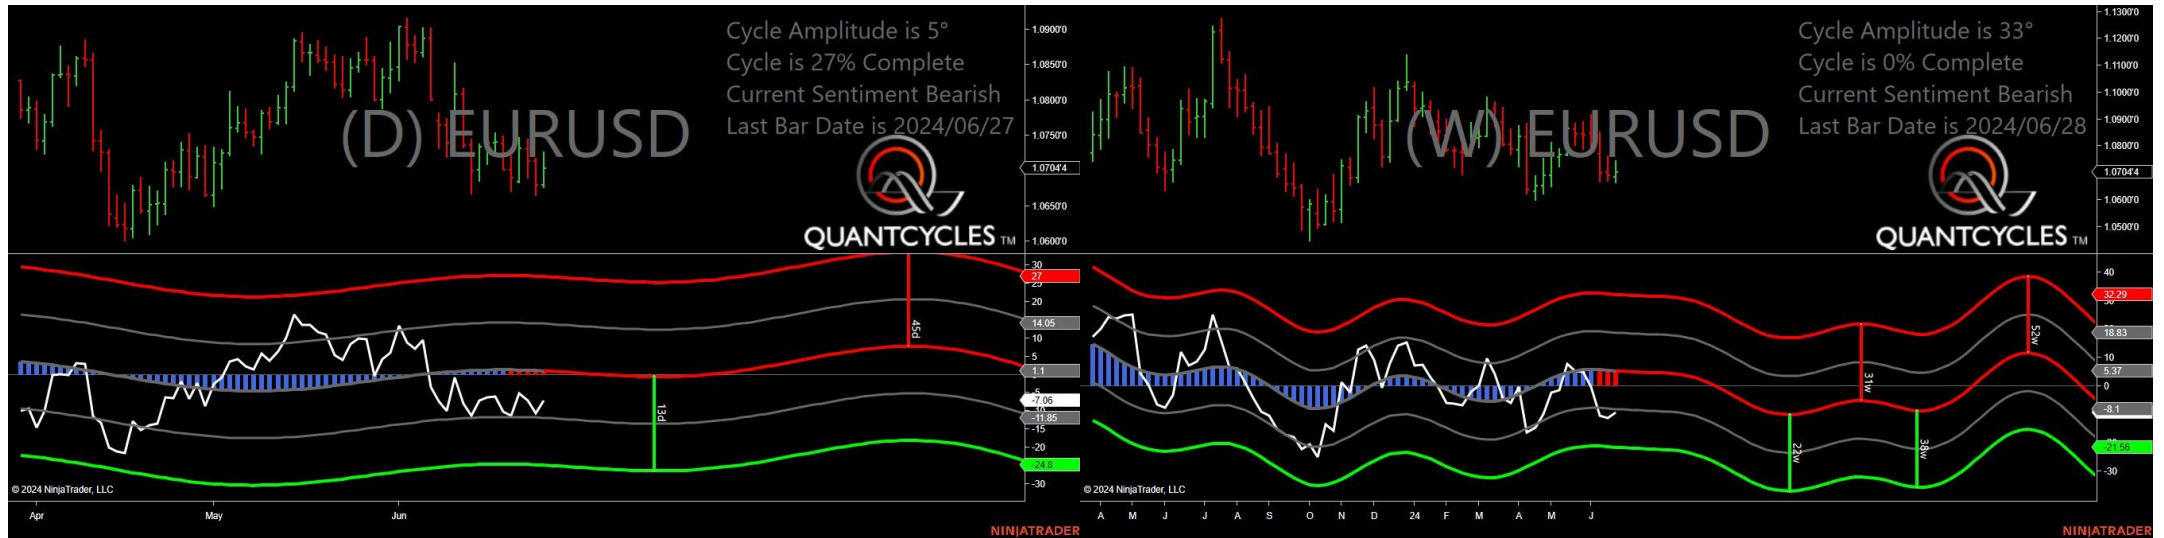 Cycle Amplitude is 5°
Cycle is 27% Complete
Current Sentiment Bearish
Last Bar Date is 2024/06/27
(D) EURUSD
QUANTCYCLES TM
1.0900'0
1.0850'0
1.0800'0
1.0750'0
1.0704'4
1.0650'0
1.0600'0
30
27
25
20
14.05
10
5
1.1
-7.06
-11.85
-15
-20
-24.8
-30
45d
13d
© 2024 NinjaTrader, LLC
Apr May Jun
NINJATRADER
Cycle Amplitude is 33°
Cycle is 0% Complete
Current Sentiment Bearish
Last Bar Date is 2024/06/28
(W) EURUSD
QUANTCYCLES TM
1.1300'0
1.1200'0
1.1100'0
1.1000'0
1.0900'0
1.0800'0
1.0704'4
1.0600'0
1.0500'0
40
32.29
18.83
10
5.37
0
-8.1
-21.56
-30
31w
52w
22w
38w
© 2024 NinjaTrader, LLC
A M J J A S O N D 24 F M A M J
NINJATRADER